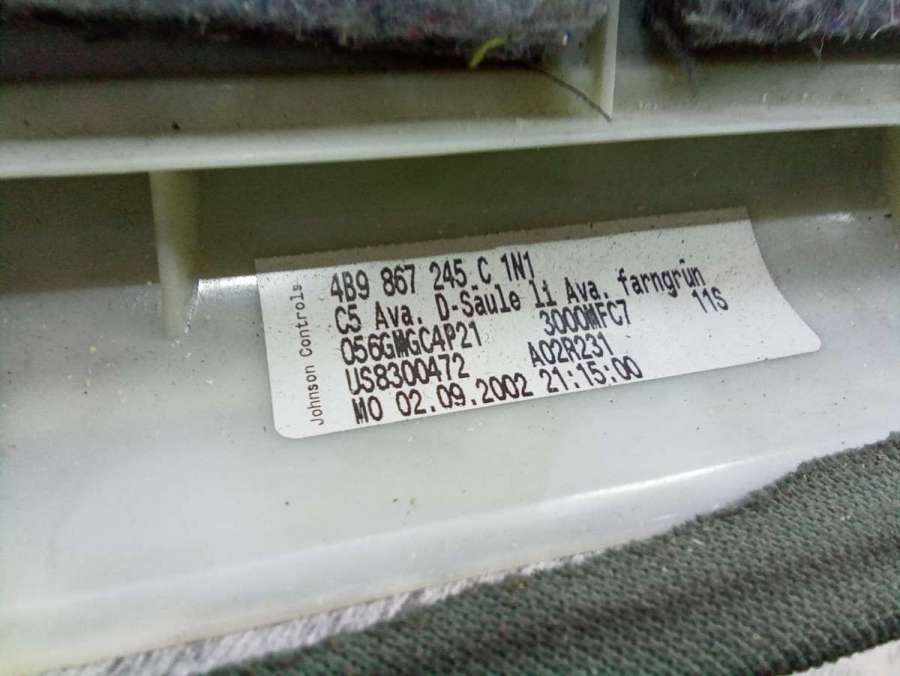 Johnson Controls
4B9 867 245 C 1N1
C5 Ava. D-Säule li Ava. farngrün
056GMGC4P21 3000MFC7 11S
US8300472 A02R231
MO 02.09.2002 21:15:00